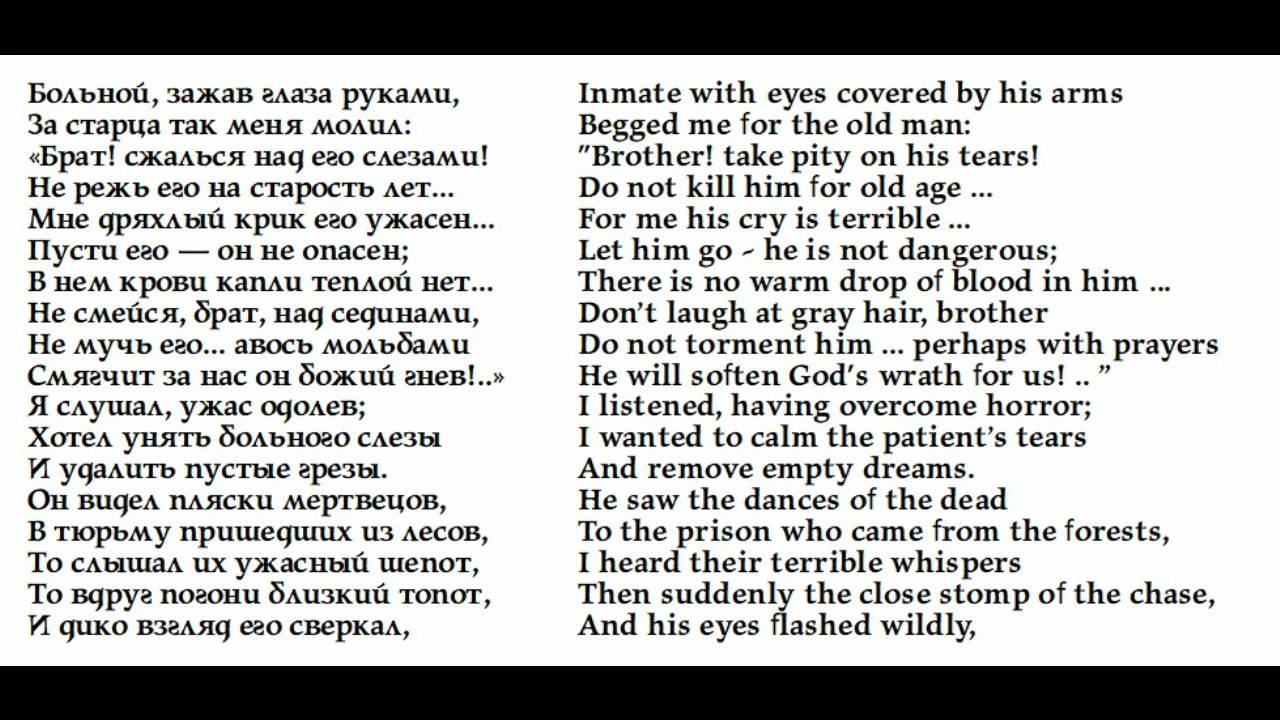 Больной, зажав глаза руками,
За старца так меня молил:
«Брат! сжалься над его слезами!
Не режь его на старость лет...
Мне дряхлый крик его ужасен...
Пусти его — он не опасен;
В нем крови капли теплой нет...
Не смейся, брат, над сединами,
Не мучь его... авось мольбами
Смягчит за нас он божий гнев!..»
Я слушал, ужас одолев;
Хотел унять больного слезы
И удалить пустые грезы.
Он видел пляски мертвецов,
В тюрьму пришедших из лесов,
То слышал их ужасный шепот,
То вдруг погони близкий топот,
И дико взгляд его сверкал,
Inmate with eyes covered by his arms
Begged me for the old man:
"Brother! take pity on his tears!
Do not kill him for old age ...
For me his cry is terrible ...
Let him go - he is not dangerous;
There is no warm drop of blood in him ...
Don't laugh at gray hair, brother
Do not torment him ... perhaps with prayers
He will soften God's wrath for us! .. "
I listened, having overcome horror;
I wanted to calm the patient's tears
And remove empty dreams.
He saw the dances of the dead
To the prison who came from the forests,
I heard their terrible whispers
Then suddenly the close stomp of the chase,
And his eyes flashed wildly,